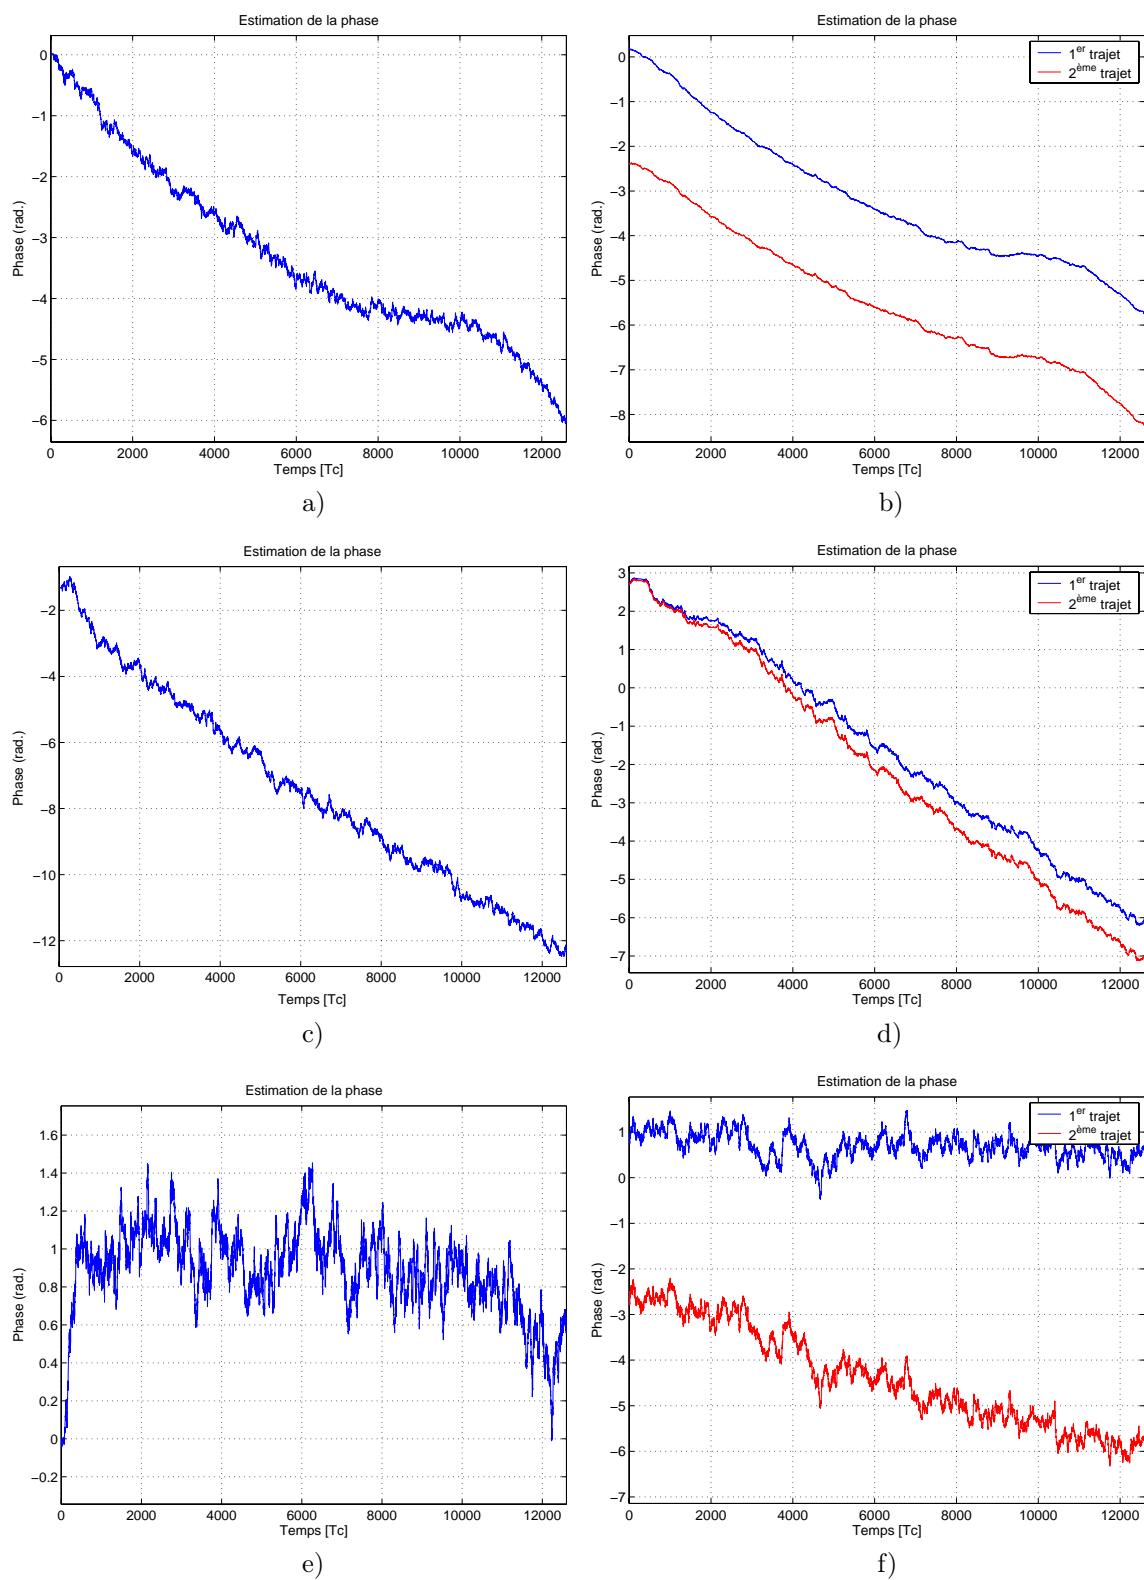 Estimation de la phase
0
−1
−2
−3
−4
−5
−6
Phase (rad.)
0 2000 4000 6000 8000 10000 12000
Temps [Tc]
a)
Estimation de la phase
1er trajet
2ème trajet
0
−1
−2
−3
−4
−5
−6
−7
−8
Phase (rad.)
0 2000 4000 6000 8000 10000 12000
Temps [Tc]
b)
Estimation de la phase
−2
−4
−6
−8
−10
−12
Phase (rad.)
0 2000 4000 6000 8000 10000 12000
Temps [Tc]
c)
Estimation de la phase
1er trajet
2ème trajet
3
2
1
0
−1
−2
−3
−4
−5
−6
−7
Phase (rad.)
0 2000 4000 6000 8000 10000 12000
Temps [Tc]
d)
Estimation de la phase
1.6
1.4
1.2
1
0.8
0.6
0.4
0.2
0
−0.2
Phase (rad.)
0 2000 4000 6000 8000 10000 12000
Temps [Tc]
e)
Estimation de la phase
1er trajet
2ème trajet
1
0
−1
−2
−3
−4
−5
−6
−7
Phase (rad.)
0 2000 4000 6000 8000 10000 12000
Temps [Tc]
f)